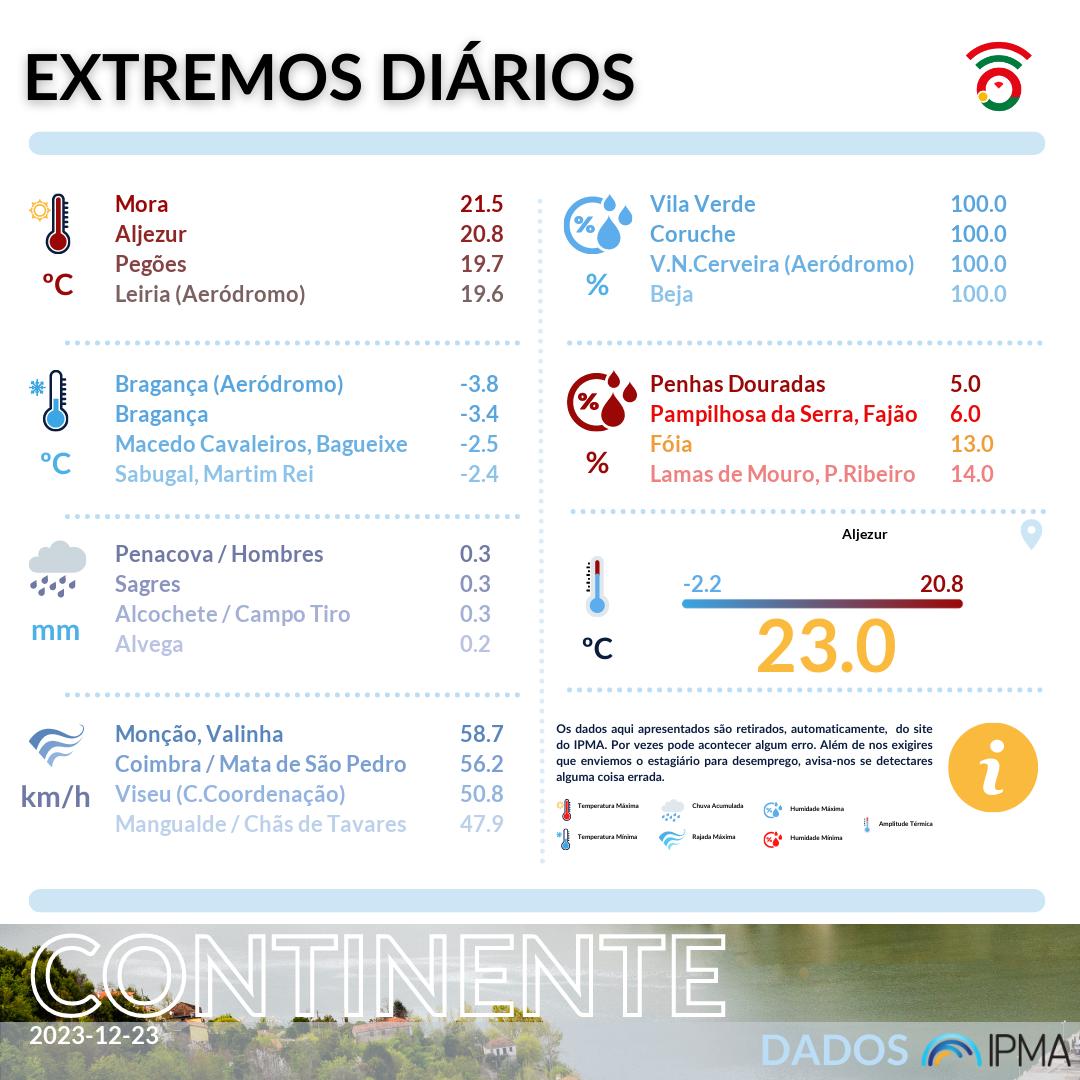 EXTREMOS DIÁRIOS
Mora 21.5
Aljezur 20.8
Pegões 19.7
Leiria (Aeródromo) 19.6
ºC
Bragança (Aeródromo) -3.8
Bragança -3.4
Macedo Cavaleiros, Bagueixe -2.5
Sabugal, Martim Rei -2.4
ºC
Penacova / Hombres 0.3
Sagres 0.3
Alcochete / Campo Tiro 0.3
Alvega 0.2
mm
Monção, Valinha 58.7
Coimbra / Mata de São Pedro 56.2
Viseu (C.Coordenação) 50.8
Mangualde / Chãs de Tavares 47.9
km/h
%
Vila Verde 100.0
Coruche 100.0
V.N.Cerveira (Aeródromo) 100.0
Beja 100.0
%
%
Penhas Douradas 5.0
Pampilhosa da Serra, Fajão 6.0
Fóia 13.0
Lamas de Mouro, P.Ribeiro 14.0
%
Aljezur
-2.2 20.8
23.0
ºC
Os dados aqui apresentados são retirados, automaticamente, do site
do IPMA. Por vezes pode acontecer algum erro. Além de nos exigires
que enviemos o estagiário para desemprego, avisa-nos se detectares
alguma coisa errada.
i
Temperatura Máxima Chuva Acumulada Humidade Máxima
Amplitude Térmica
Temperatura Mínima Rajada Máxima Humidade Mínima
CONTINENTE
2023-12-23
DADOS IPMA